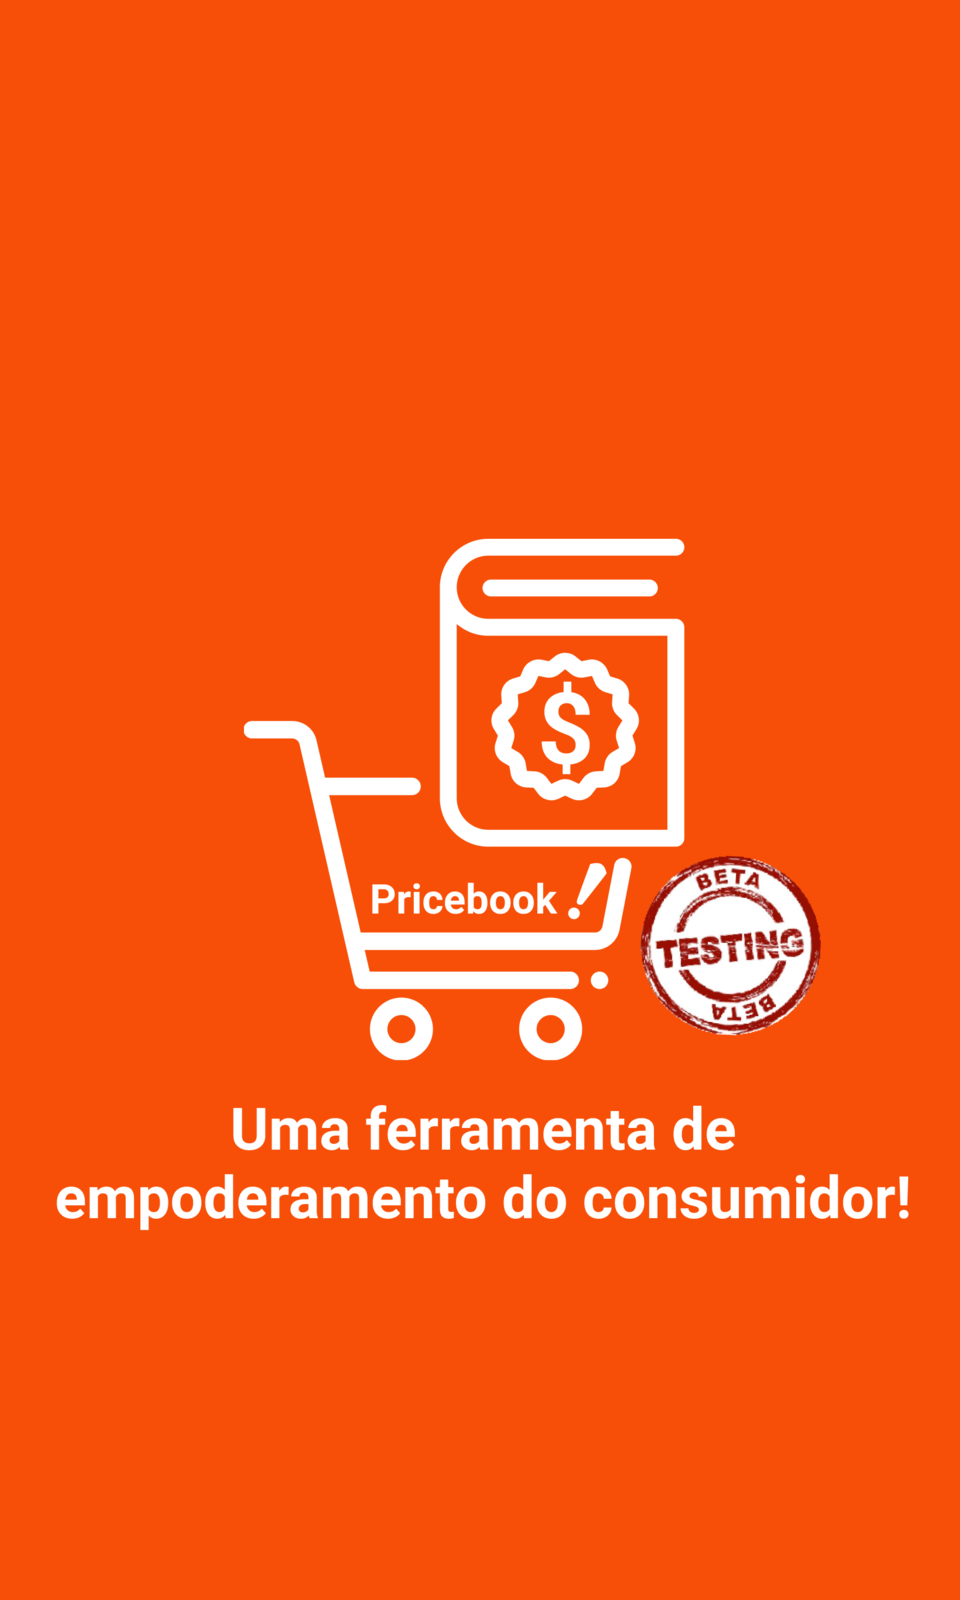 $
Pricebook!
BETA
TESTING
BETA
Uma ferramenta de
empoderamento do consumidor!